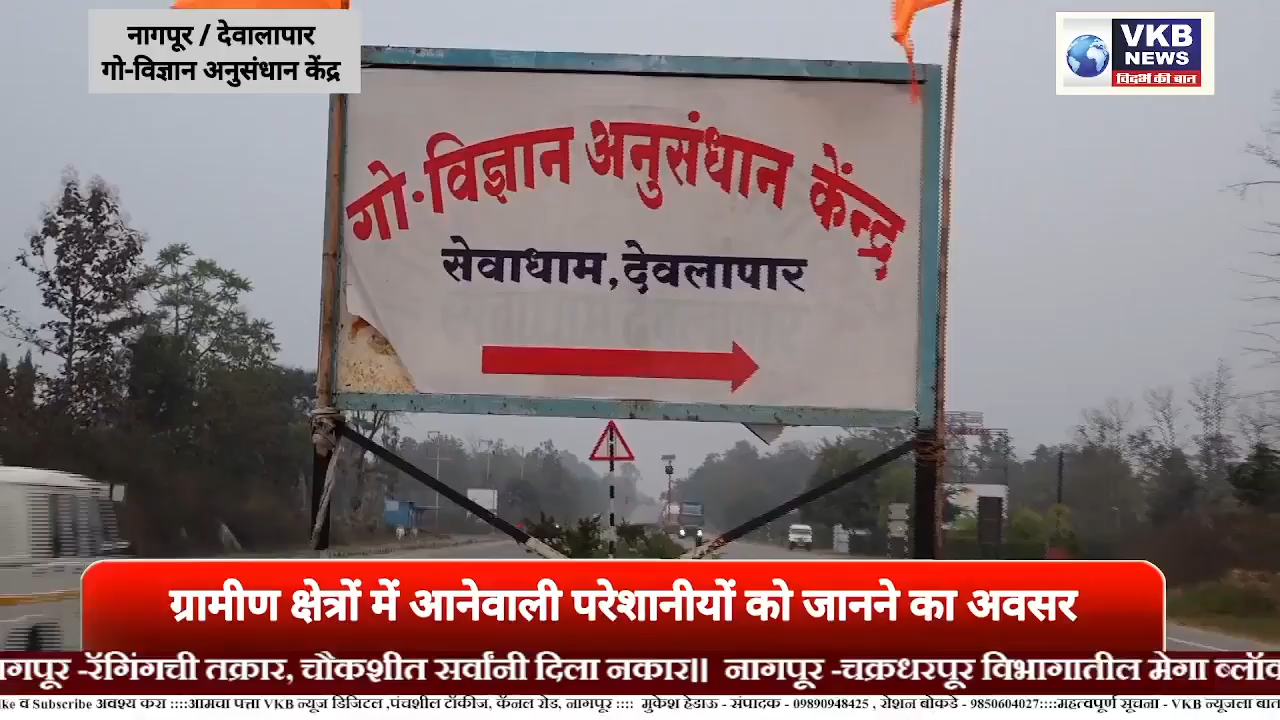 नागपूर / देवालापार
गो-विज्ञान अनुसंधान केंद्र
VKB
NEWS
विदर्भ की बान
गो-विज्ञान अनुसंधान केंन्द्र
सेवाधाम, देवलापार
ग्रामीण क्षेत्रों में आनेवाली परेशानीयों को जानने का अवसर
नागपूर -रॅगिंगची तक्रार, चौकशीत सर्वांनी दिला नकार|| नागपूर -चक्रधरपूर विभागातील मेगा ब्लॉक
ke व Subscribe अवश्य करा ::::आमचा पत्ता VKB न्यूज डिजिटल ,पंचशील टॉकीज, कॅनल रोड, नागपूर :::: मुकेश हेडाऊ - संपादक - 09890948425 , रोशन बोकडे - 9850604027::::महत्वपूर्ण सूचना - VKB न्यूजला बात